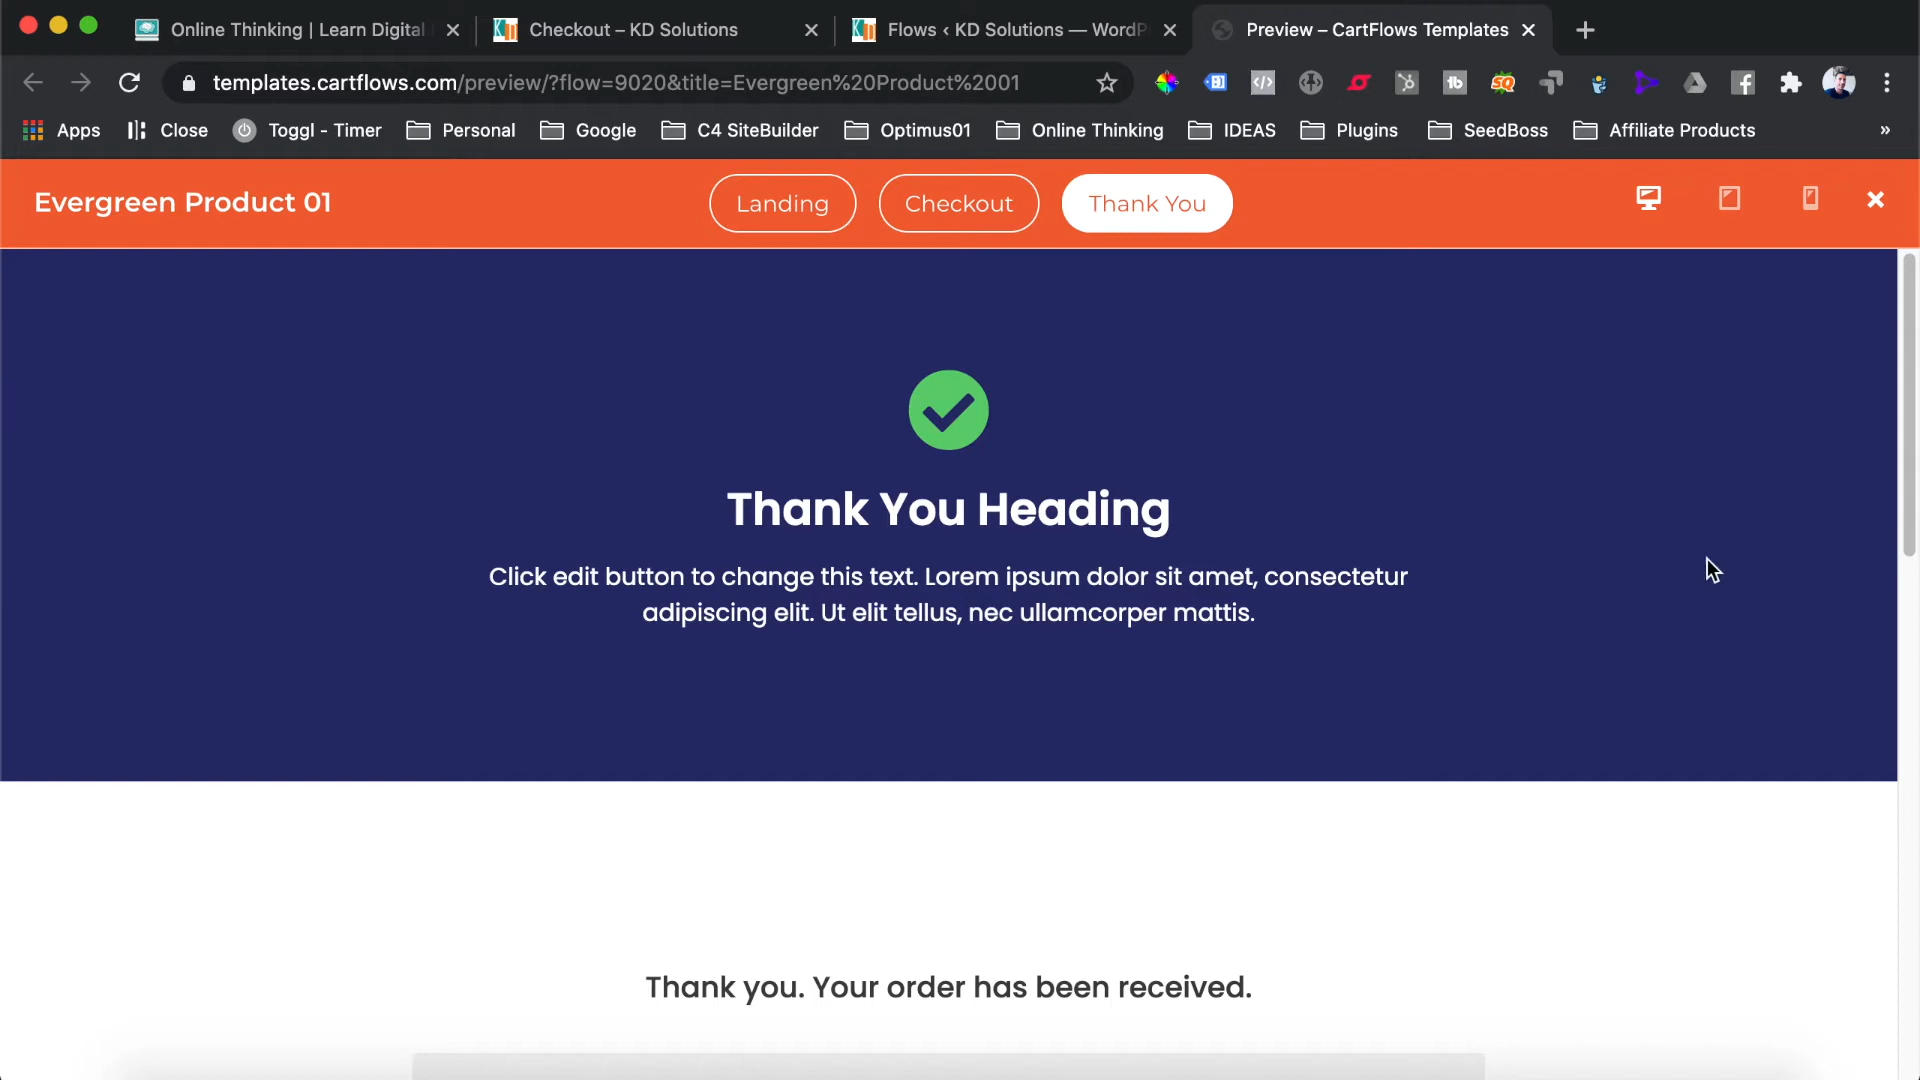 Online Thinking | Learn Digital
Checkout – KD Solutions
Flows ‹ KD Solutions — WordP
Preview – CartFlows Templates
templates.cartflows.com/preview/?flow=9020&title=Evergreen%20Product%2001
Apps
Close
Toggl - Timer
Personal
Google
C4 SiteBuilder
Optimus01
Online Thinking
IDEAS
Plugins
SeedBoss
Affiliate Products
»
Evergreen Product 01
Landing
Checkout
Thank You
Thank You Heading
Click edit button to change this text. Lorem ipsum dolor sit amet, consectetur
adipiscing elit. Ut elit tellus, nec ullamcorper mattis.
Thank you. Your order has been received.